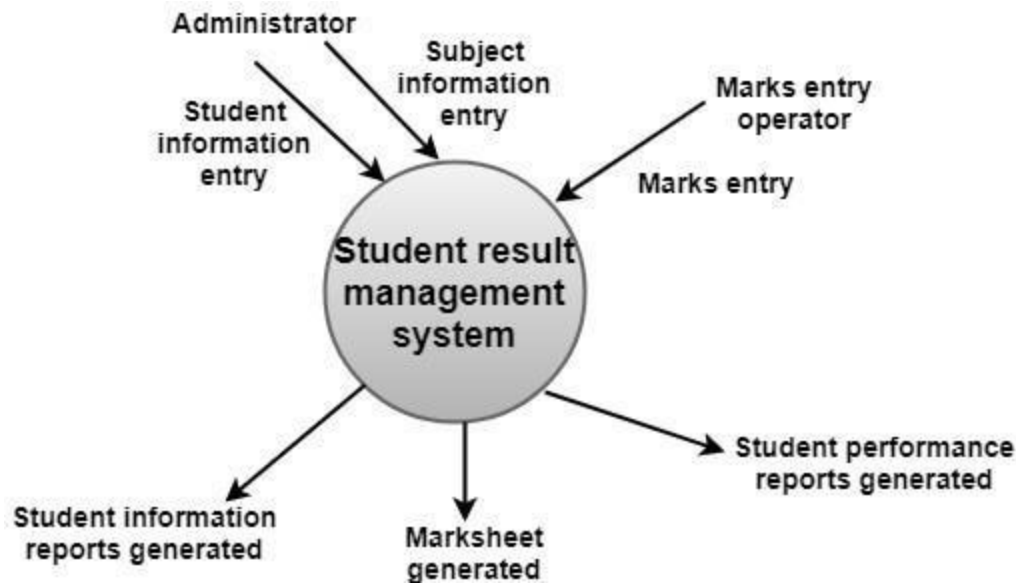 Administrator
Subject
information
entry
Student
information
entry
Marks entry
operator
Marks entry
Student result
management
system
Student performance
reports generated
Student information
reports generated
Marksheet
generated